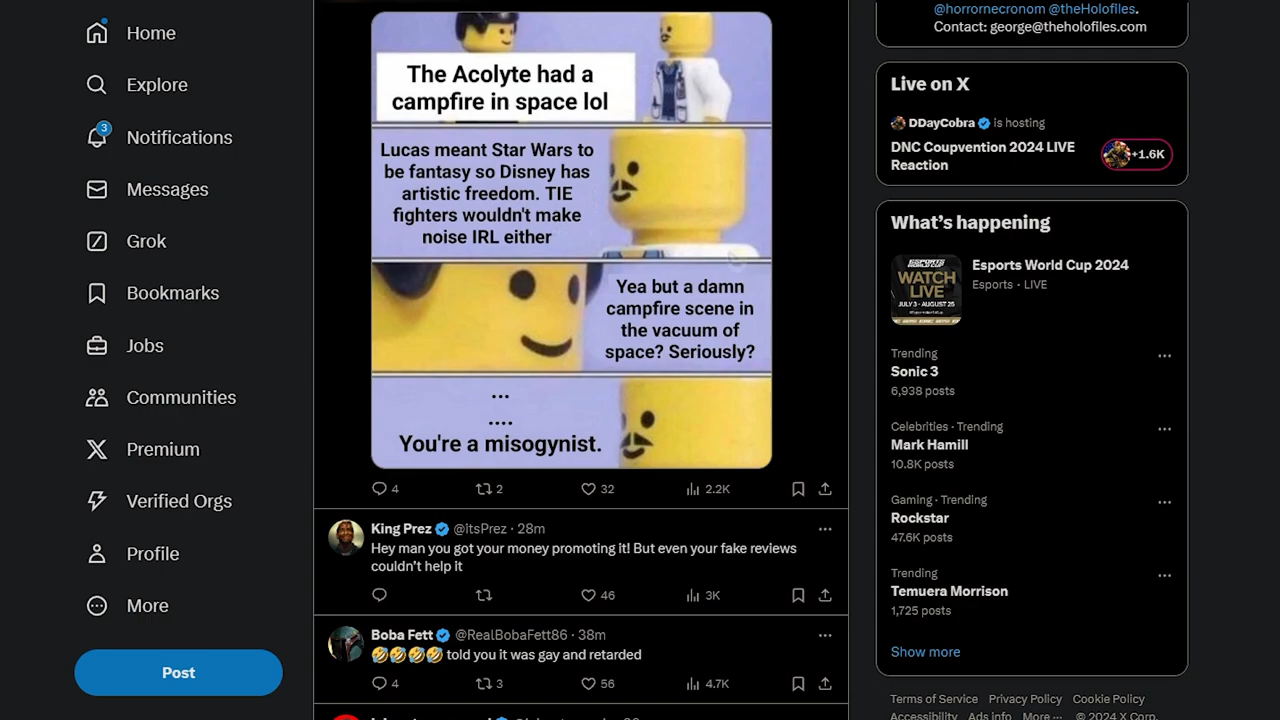 Home
Explore
3
Notifications
Messages
Grok
Bookmarks
Jobs
Communities
Premium
Verified Orgs
Profile
More
Post
The Acolyte had a
campfire in space lol
Lucas meant Star Wars to
be fantasy so Disney has
artistic freedom. TIE
fighters wouldn't make
noise IRL either
Yea but a damn
campfire scene in
the vacuum of
space? Seriously?
...
....
You're a misogynist.
4 2 32 2.2K
King Prez @itsPrez · 28m
Hey man you got your money promoting it! But even your fake reviews
couldn't help it
46 3K
Boba Fett @RealBobaFett86 · 38m
🤣🤣🤣🤣 told you it was gay and retarded
4 3 56 4.7K
@horrornecronom @theHolofiles.
Contact: george@theHolofiles.com
Live on X
DDayCobra is hosting
DNC Coupvention 2024 LIVE
Reaction
+1.6K
What's happening
ESPORTS
WORLD CUP
WATCH
LIVE
JULY 3 - AUGUST 25
Esports World Cup 2024
Esports · LIVE
Trending
Sonic 3
6,938 posts
Celebrities · Trending
Mark Hamill
10.8K posts
Gaming · Trending
Rockstar
47.6K posts
Trending
Temuera Morrison
1,725 posts
Show more
Terms of Service Privacy Policy Cookie Policy
Accessibility Ads info More ··· © 2024 X Corp.